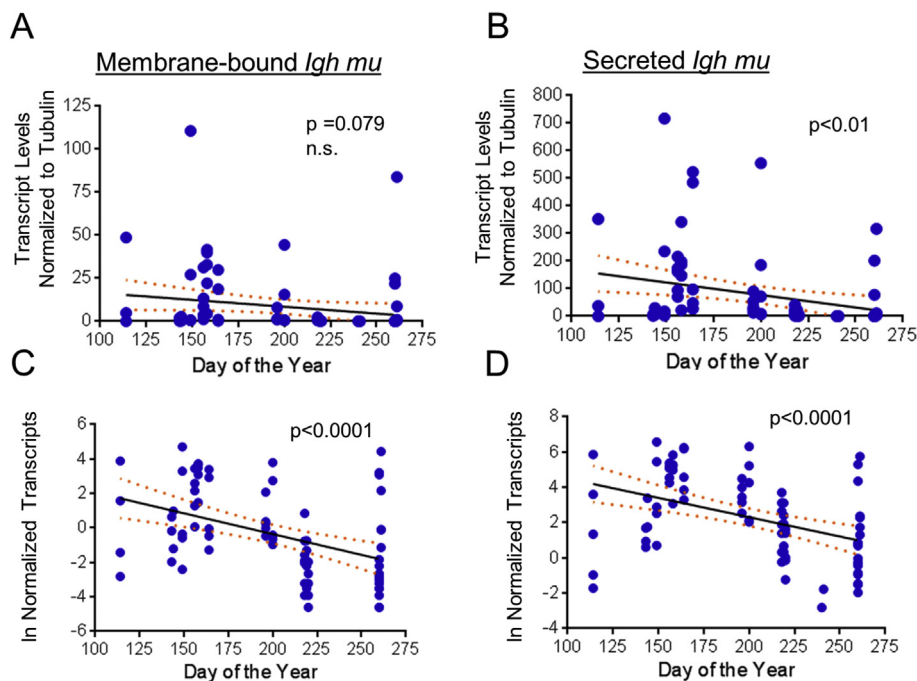 A
Membrane-bound Igh mu
Transcript Levels
Normalized to Tubulin
125
100
75
50
25
0
p =0.079
n.s.
100 125 150 175 200 225 250 275
Day of the Year
B
Secreted Igh mu
Transcript Levels
Normalized to Tubulin
800
700
600
500
400
300
200
100
0
p<0.01
100 125 150 175 200 225 250 275
Day of the Year
C
ln Normalized Transcripts
6
4
2
0
-2
-4
-6
p<0.0001
100 125 150 175 200 225 250 275
Day of the Year
D
ln Normalized Transcripts
8
6
4
2
0
-2
-4
p<0.0001
100 125 150 175 200 225 250 275
Day of the Year